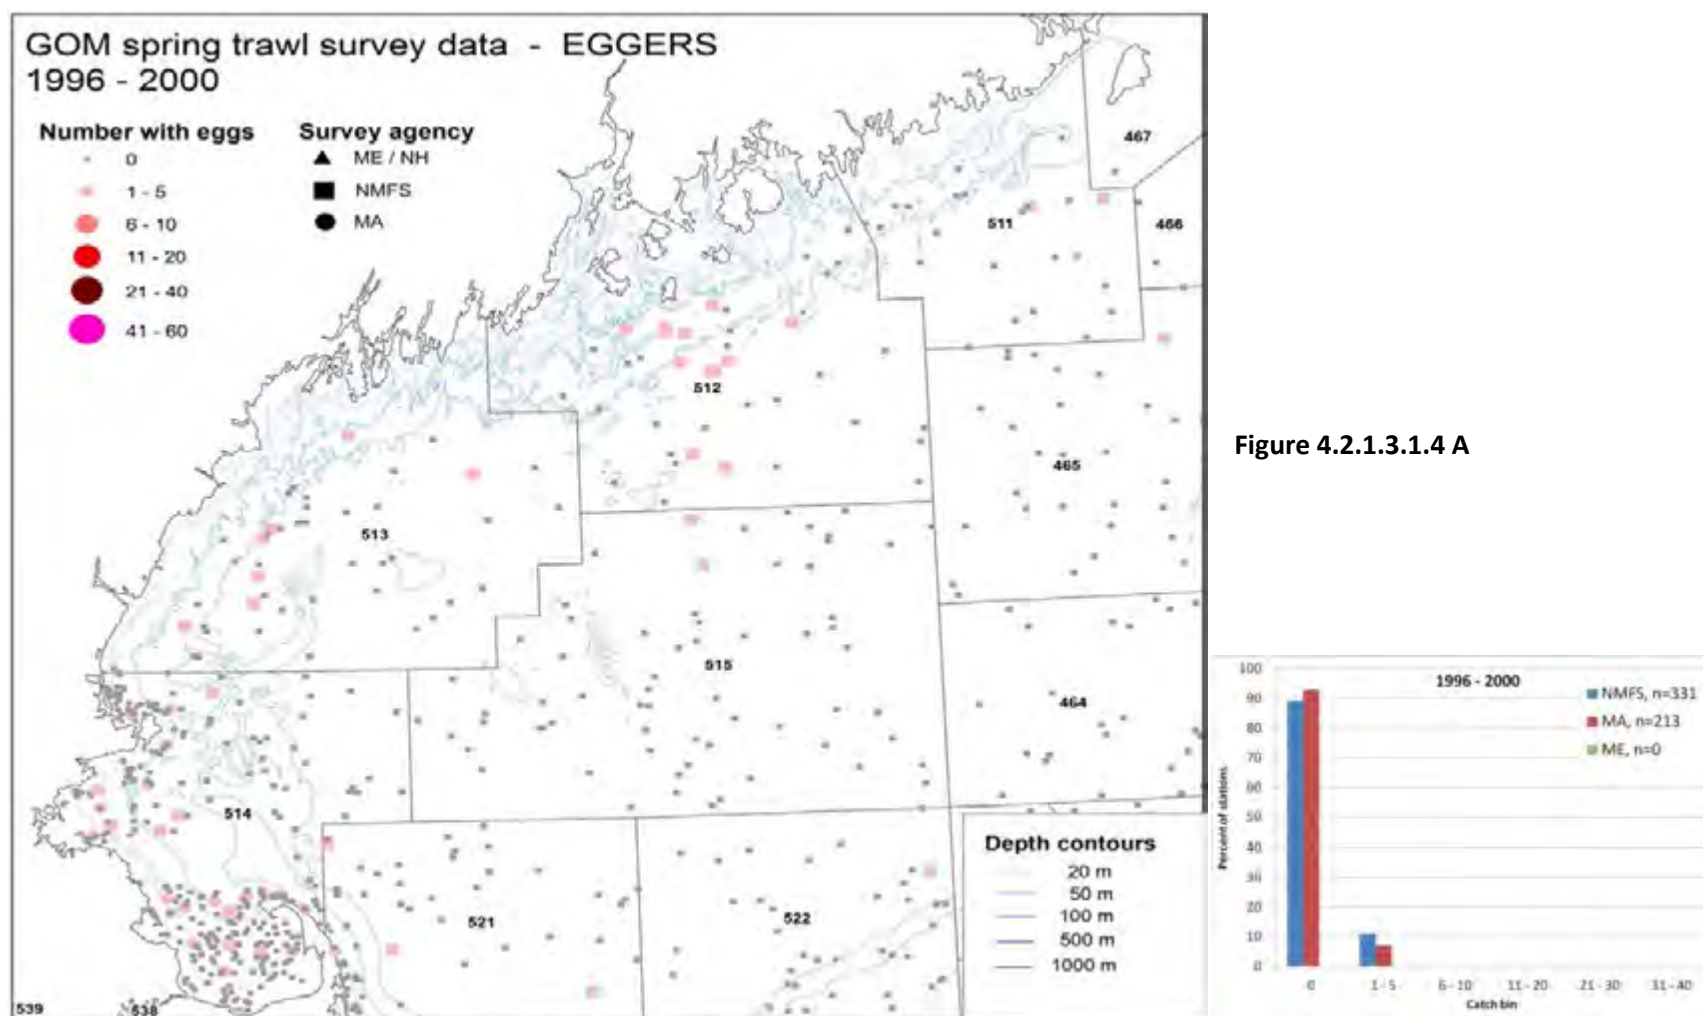 GOM spring trawl survey data - EGGERS
1996 - 2000
Number with eggs
0
1 - 5
6 - 10
11 - 20
21 - 40
41 - 60
Survey agency
ME / NH
NMFS
MA
467
466
511
512
465
513
515
464
514
521
522
539
538
Depth contours
20 m
50 m
100 m
500 m
1000 m
Figure 4.2.1.3.1.4 A
1996 - 2000
NMFS, n=331
MA, n=213
ME, n=0
Percent of stations
100
90
80
70
60
50
40
30
20
10
0
0 1 - 5 6 - 10 11 - 20 21 - 30 31 - 40
Catch bin